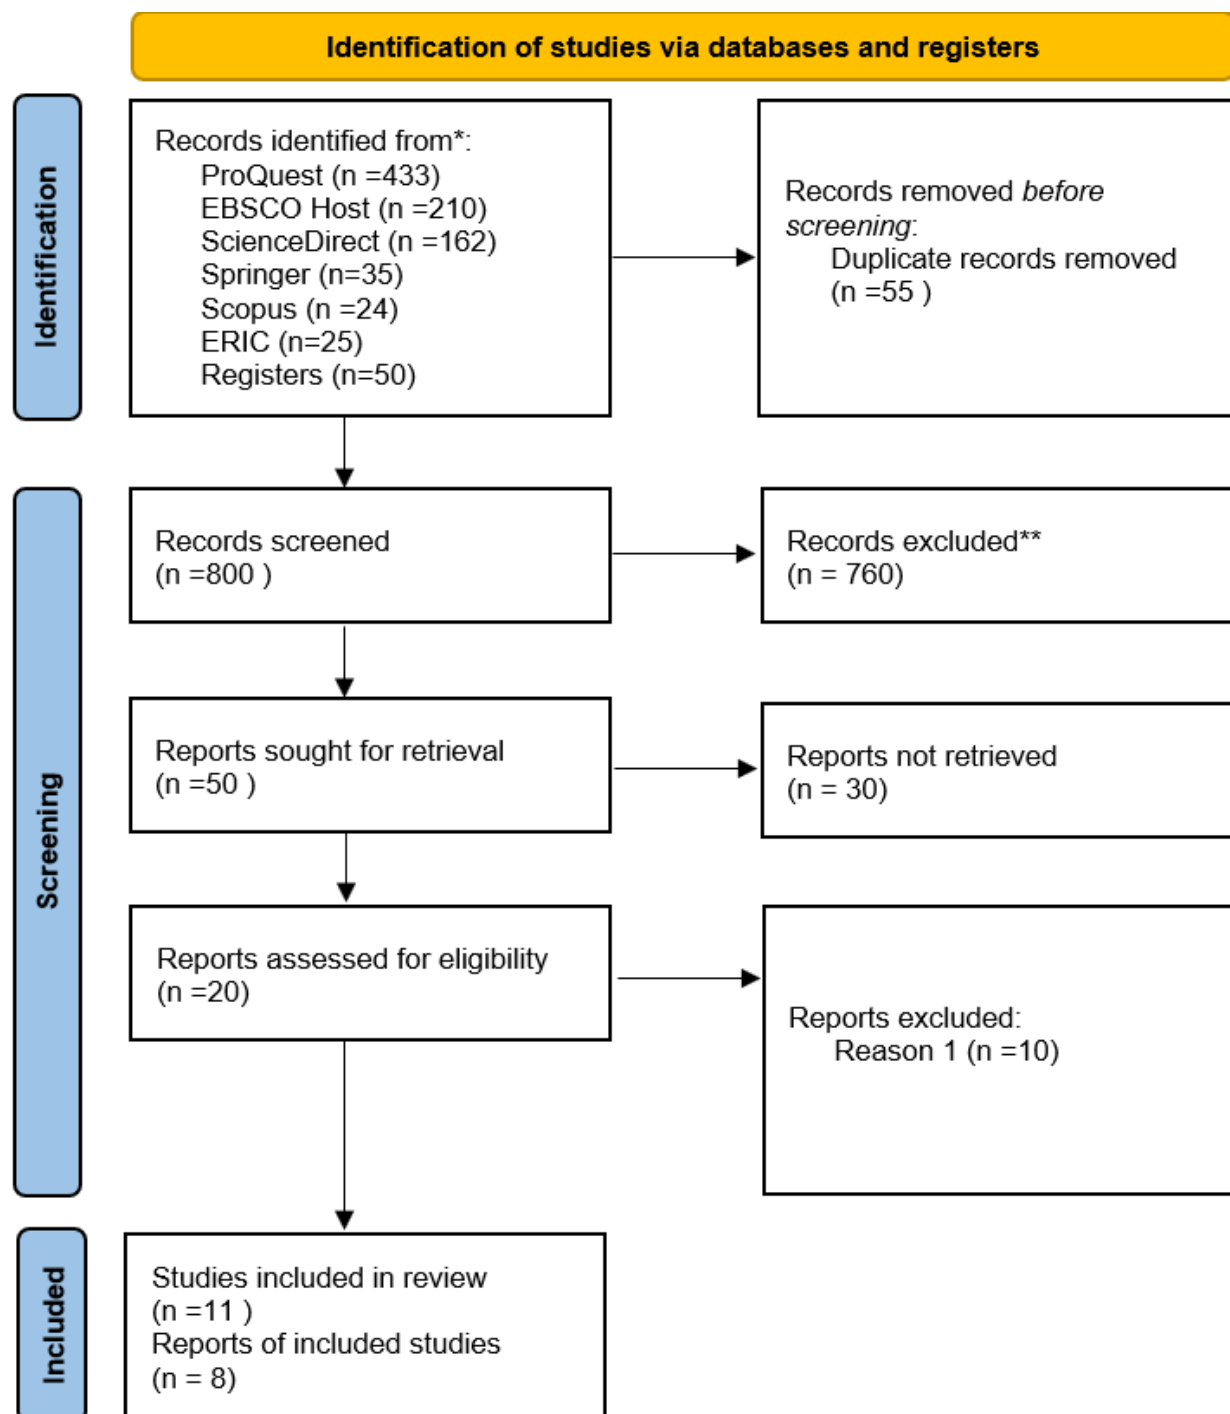 Identification of studies via databases and registers
Identification
Records identified from*:
ProQuest (n =433)
EBSCO Host (n =210)
ScienceDirect (n =162)
Springer (n=35)
Scopus (n =24)
ERIC (n=25)
Registers (n=50)
Records removed before
screening:
Duplicate records removed
(n =55 )
Screening
Records screened
(n =800 )
Records excluded**
(n = 760)
Reports sought for retrieval
(n =50 )
Reports not retrieved
(n = 30)
Reports assessed for eligibility
(n =20)
Reports excluded:
Reason 1 (n =10)
Included
Studies included in review
(n =11 )
Reports of included studies
(n = 8)